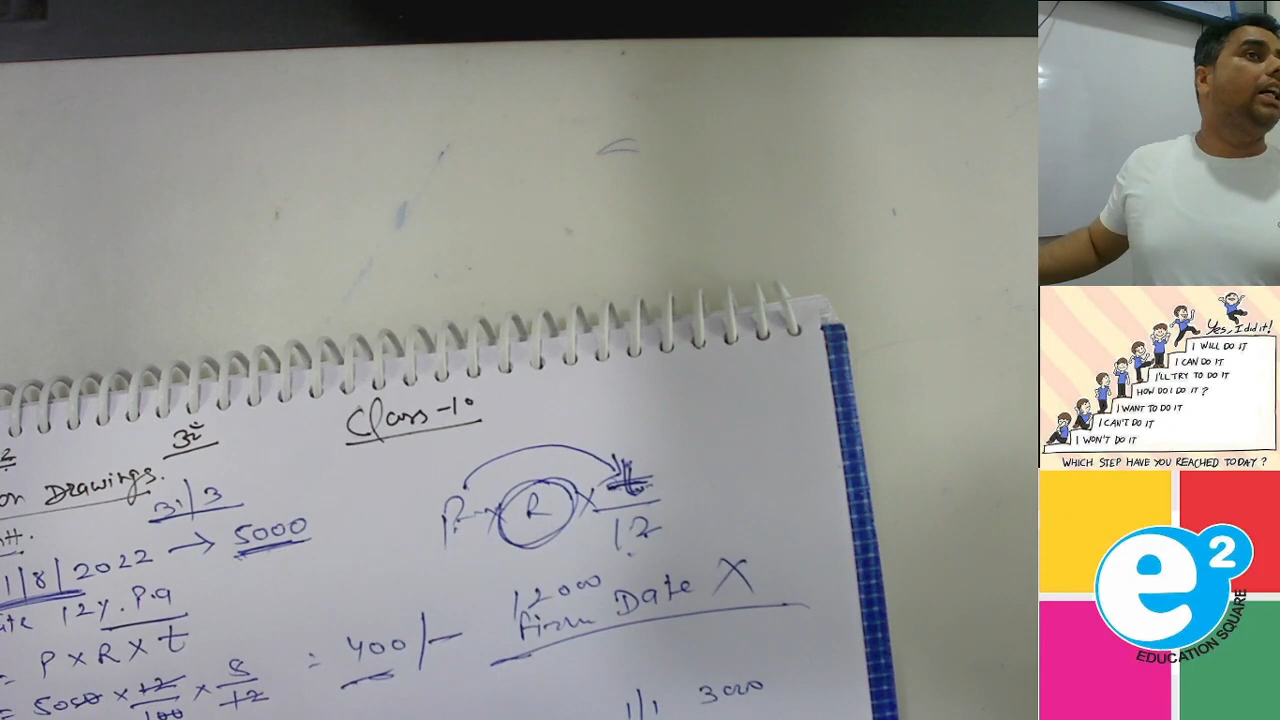 Class-10
on Drawings.
31/3
1/8/2022 → 5000
12%. P.a
= P × R × t
= 5000 × 12/100 × 8/12 = 400/-
P × R × t/12
12000
From Date X
1/1 3000
Yes, I did it!
I WILL DO IT
I CAN DO IT
I'LL TRY TO DO IT
HOW DO I DO IT?
I WANT TO DO IT
I CAN'T DO IT
I WON'T DO IT
WHICH STEP HAVE YOU REACHED TODAY?
e2
EDUCATION SQUARE